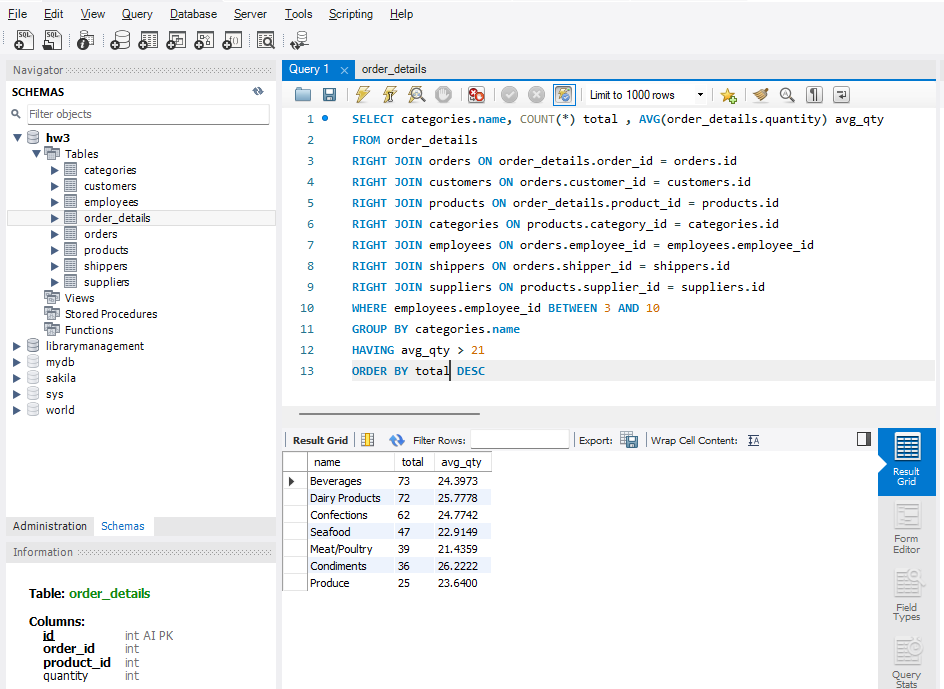 File Edit View Query Database Server Tools Scripting Help
Navigator
SCHEMAS
Filter objects
hw3
Tables
categories
customers
employees
order_details
orders
products
shippers
suppliers
Views
Stored Procedures
Functions
librarymanagement
mydb
sakila
sys
world
Administration Schemas
Information
Table: order_details
Columns:
id int AI PK
order_id int
product_id int
quantity int
Query 1 order_details
Limit to 1000 rows
1 SELECT categories.name, COUNT(*) total , AVG(order_details.quantity) avg_qty
2 FROM order_details
3 RIGHT JOIN orders ON order_details.order_id = orders.id
4 RIGHT JOIN customers ON orders.customer_id = customers.id
5 RIGHT JOIN products ON order_details.product_id = products.id
6 RIGHT JOIN categories ON products.category_id = categories.id
7 RIGHT JOIN employees ON orders.employee_id = employees.employee_id
8 RIGHT JOIN shippers ON orders.shipper_id = shippers.id
9 RIGHT JOIN suppliers ON products.supplier_id = suppliers.id
10 WHERE employees.employee_id BETWEEN 3 AND 10
11 GROUP BY categories.name
12 HAVING avg_qty > 21
13 ORDER BY total DESC
Result Grid Filter Rows: Export: Wrap Cell Content:
name total avg_qty
Beverages 73 24.3973
Dairy Products 72 25.7778
Confections 62 24.7742
Seafood 47 22.9149
Meat/Poultry 39 21.4359
Condiments 36 26.2222
Produce 25 23.6400
Result
Grid
Form
Editor
Field
Types
Query
Stats